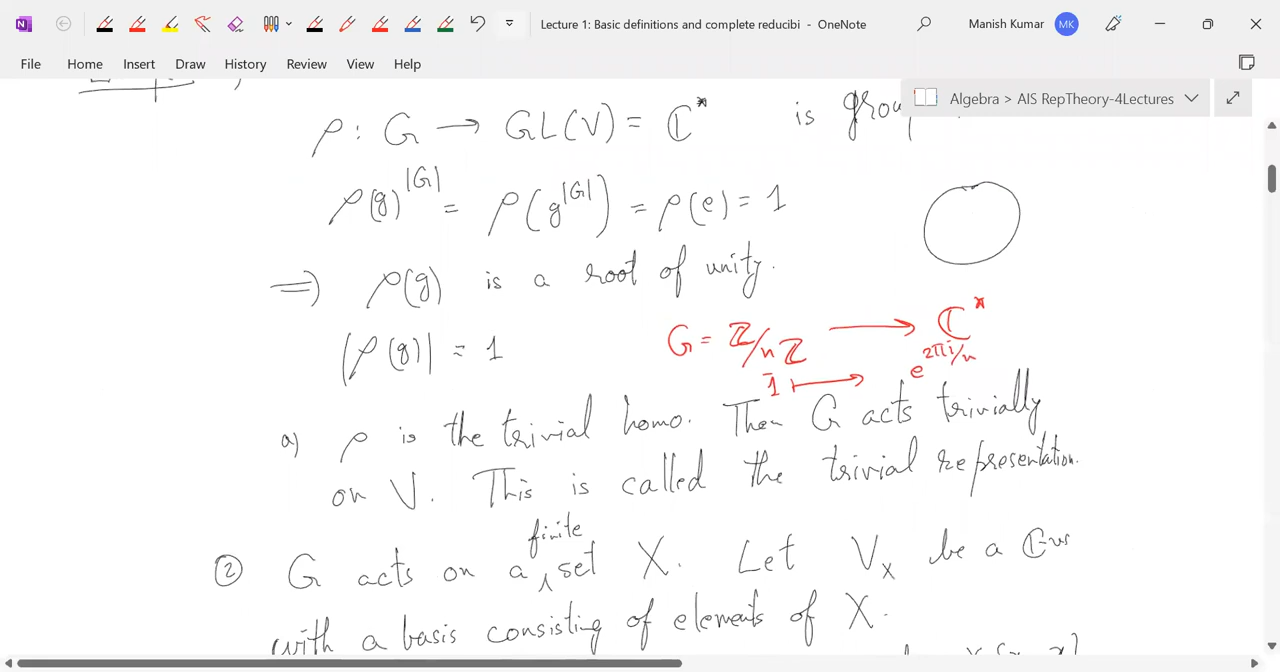 Lecture 1: Basic definitions and complete reducibi - OneNote
Manish Kumar MK
File Home Insert Draw History Review View Help
Algebra > AIS RepTheory-4Lectures
ρ : G → GL(V) = ℂ* is group
ρ(g)^|G| = ρ(g^|G|) = ρ(e) = 1
⇒ ρ(g) is a root of unity.
|ρ(g)| = 1
G = ℤ/nℤ → ℂ*
1̄ ↦ e^2πi/n
a) ρ is the trivial homo. Then G acts trivially
on V. This is called the trivial representation.
② G acts on a finite set X. Let V_X be a ℂ-vs
with a basis consisting of elements of X.